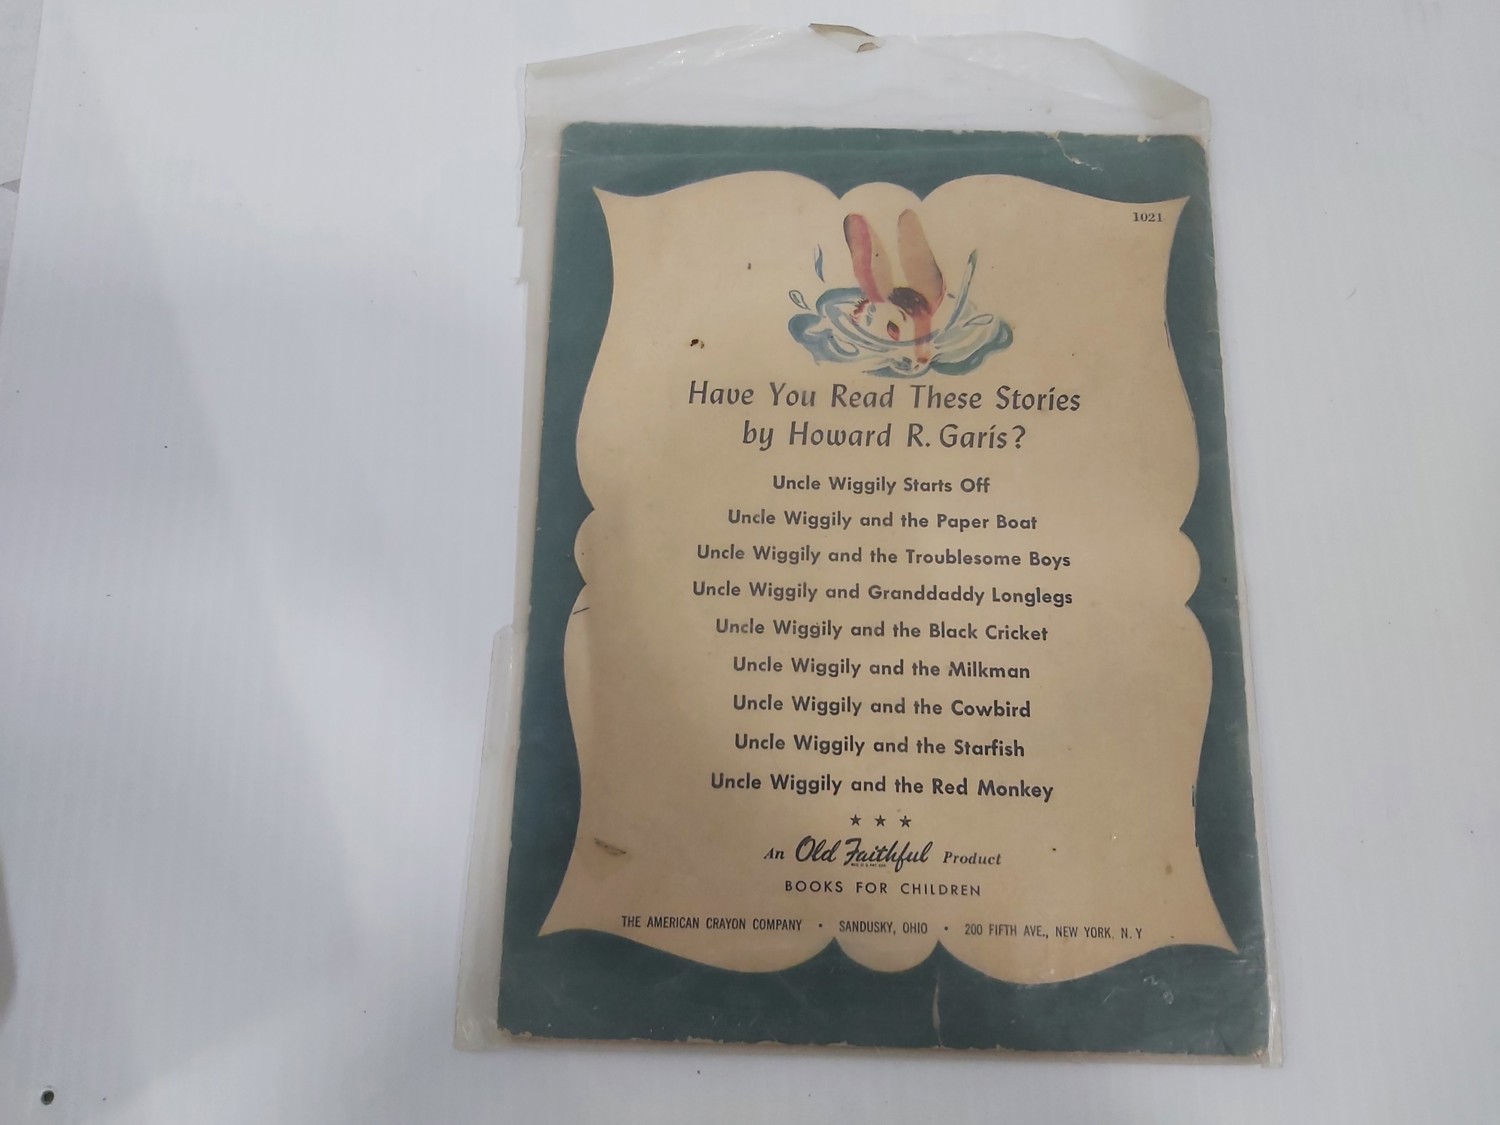 1021
Have You Read These Stories
by Howard R. Garis?
Uncle Wiggily Starts Off
Uncle Wiggily and the Paper Boat
Uncle Wiggily and the Troublesome Boys
Uncle Wiggily and Granddaddy Longlegs
Uncle Wiggily and the Black Cricket
Uncle Wiggily and the Milkman
Uncle Wiggily and the Cowbird
Uncle Wiggily and the Starfish
Uncle Wiggily and the Red Monkey
★ ★ ★
An Old Faithful Product
BOOKS FOR CHILDREN
THE AMERICAN CRAYON COMPANY • SANDUSKY, OHIO • 200 FIFTH AVE., NEW YORK, N. Y